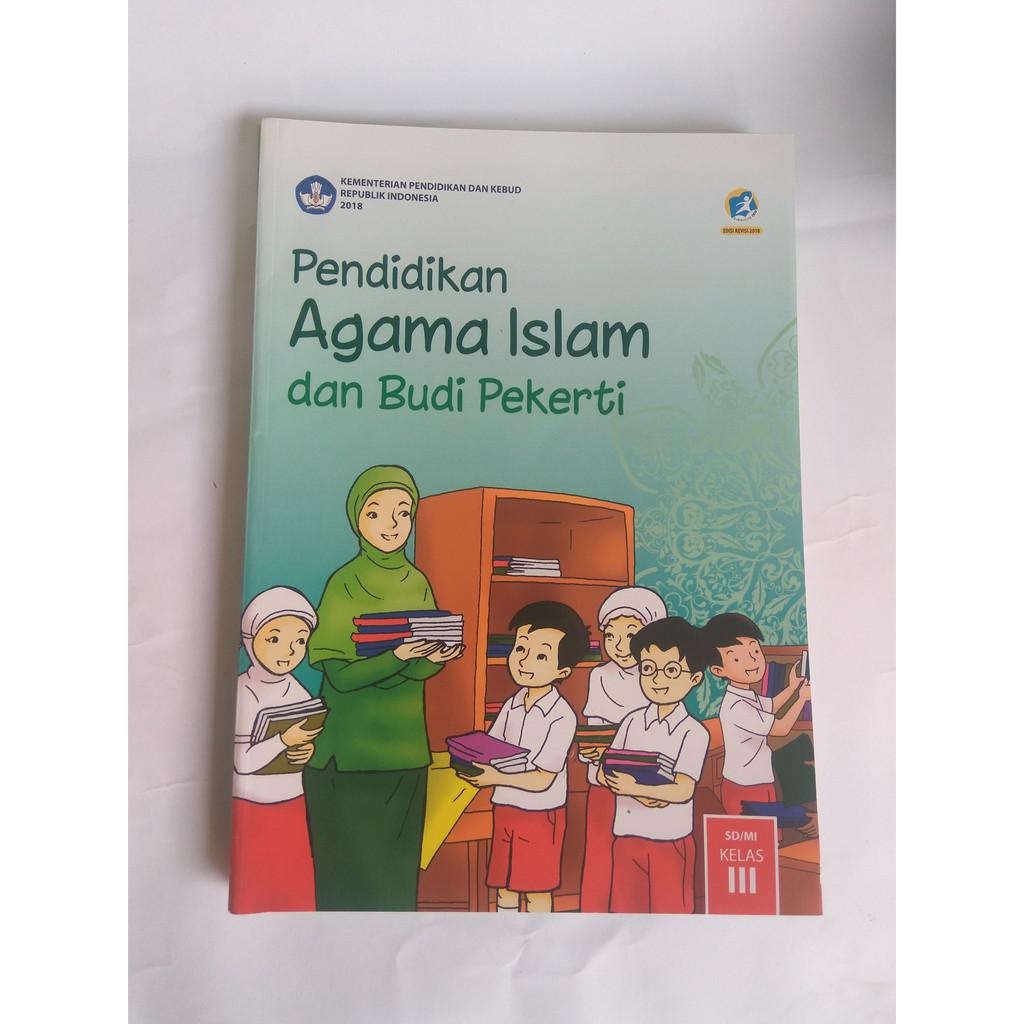 KEMENTERIAN PENDIDIKAN DAN KEBUD
REPUBLIK INDONESIA
2018
EDISI REVISI 2018
Pendidikan
Agama Islam
dan Budi Pekerti
SD/MI
KELAS
III